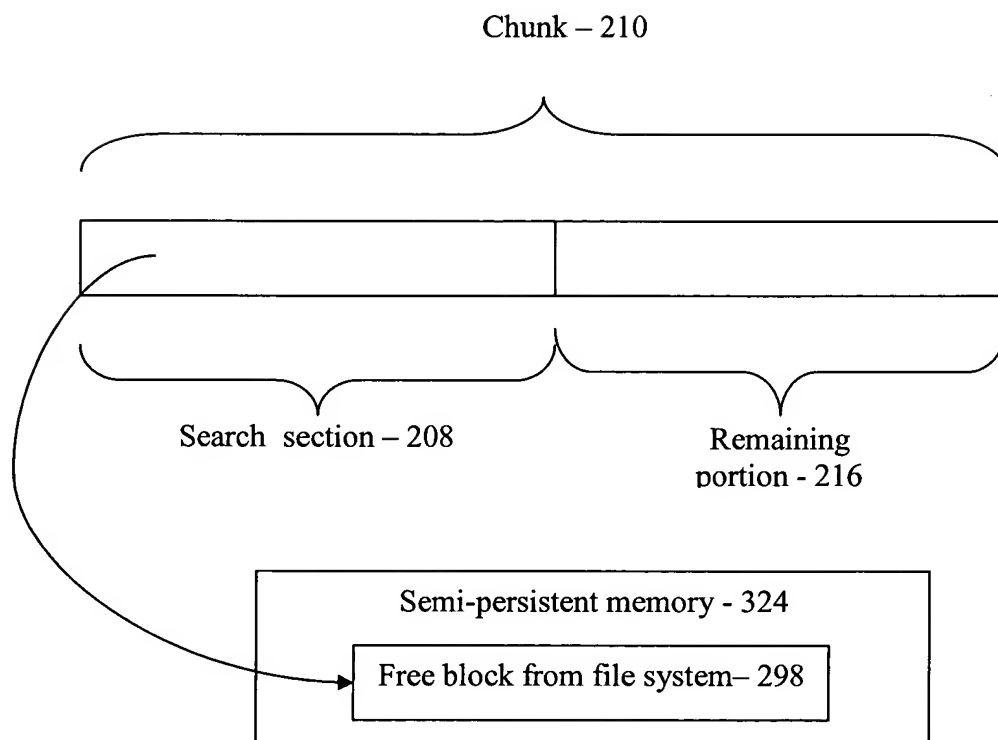 Chunk – 210
Search section – 208
Remaining
portion - 216
Semi-persistent memory - 324
Free block from file system– 298